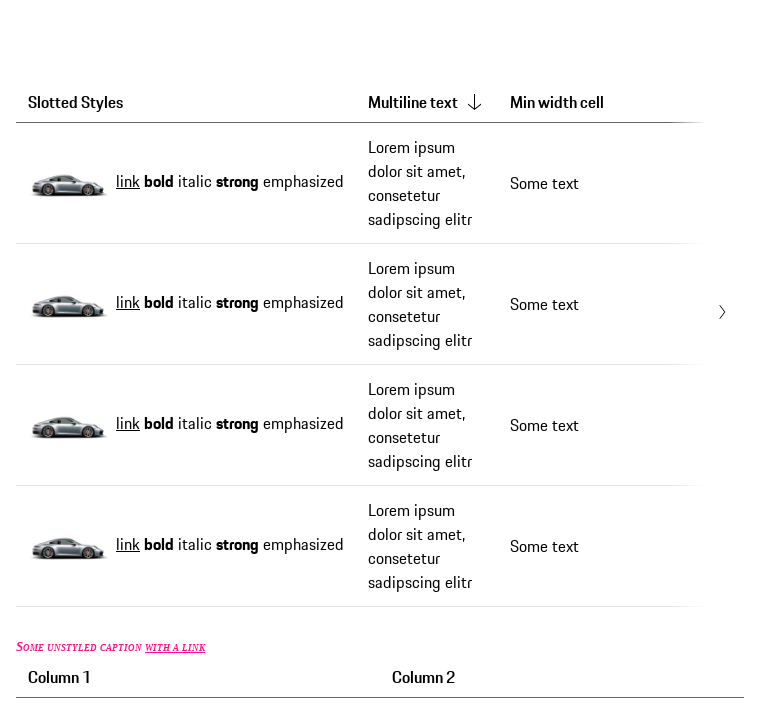 Slotted Styles Multiline text Min width cell
link bold italic strong emphasized
Lorem ipsum
dolor sit amet,
consetetur
sadipscing elitr
Some text
link bold italic strong emphasized
Lorem ipsum
dolor sit amet,
consetetur
sadipscing elitr
Some text
link bold italic strong emphasized
Lorem ipsum
dolor sit amet,
consetetur
sadipscing elitr
Some text
link bold italic strong emphasized
Lorem ipsum
dolor sit amet,
consetetur
sadipscing elitr
Some text
Some unstyled caption with a link
Column 1 Column 2